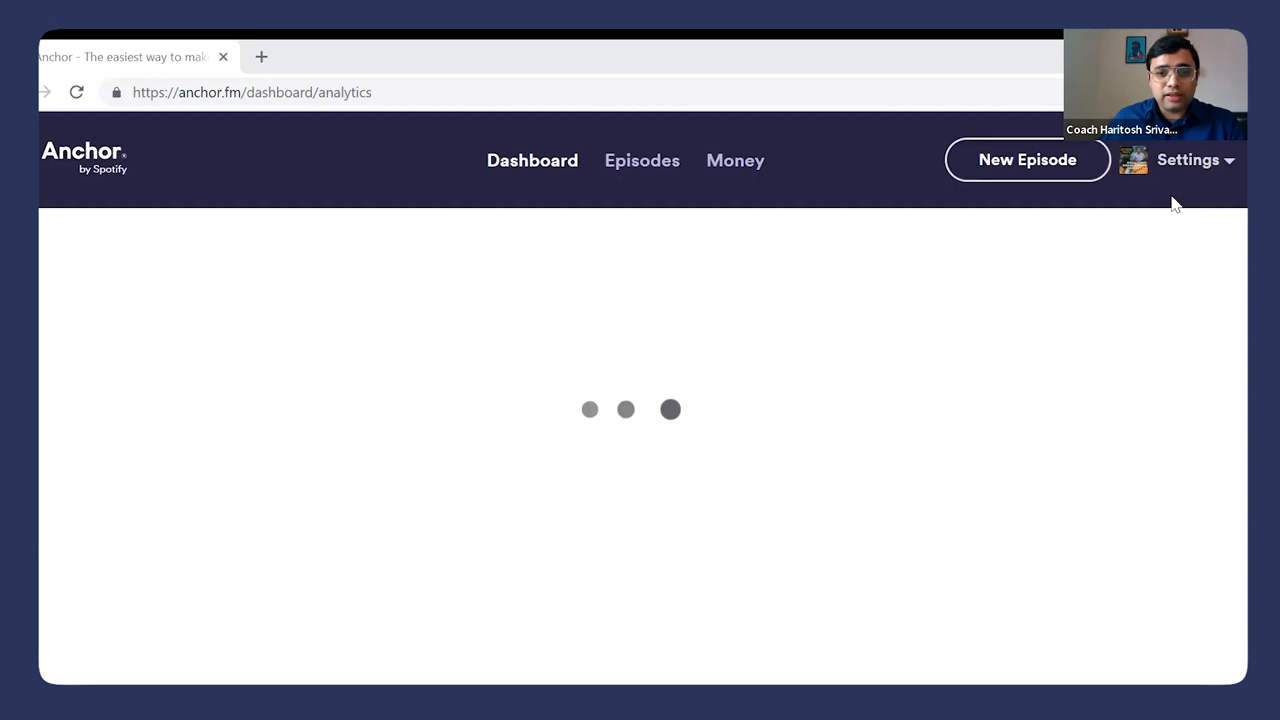 Anchor - The easiest way to mak
https://anchor.fm/dashboard/analytics
Coach Haritosh Sriva...
Anchor
by Spotify
Dashboard
Episodes
Money
New Episode
Settings